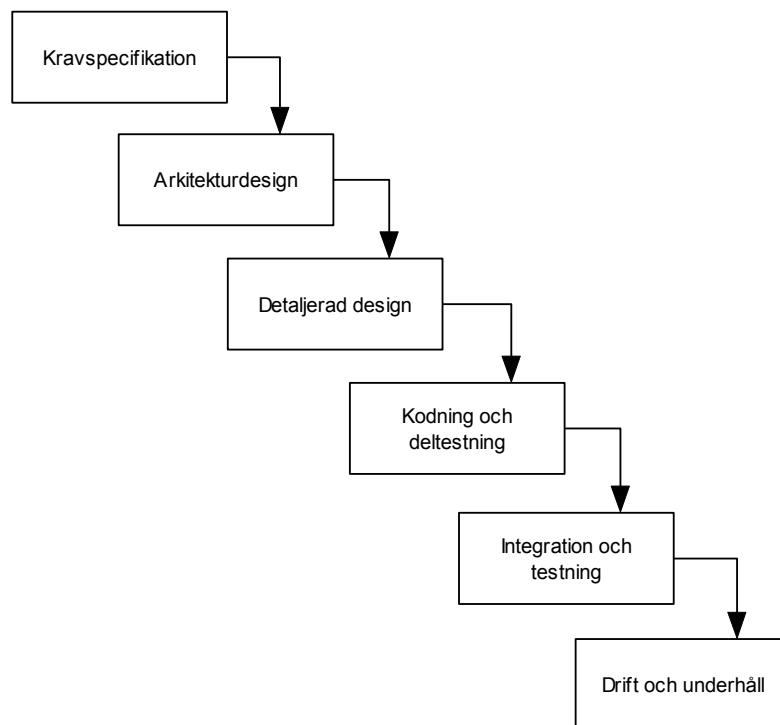 Kravspecifikation
Arkitekturdesign
Detaljerad design
Kodning och
deltestning
Integration och
testning
Drift och underhåll